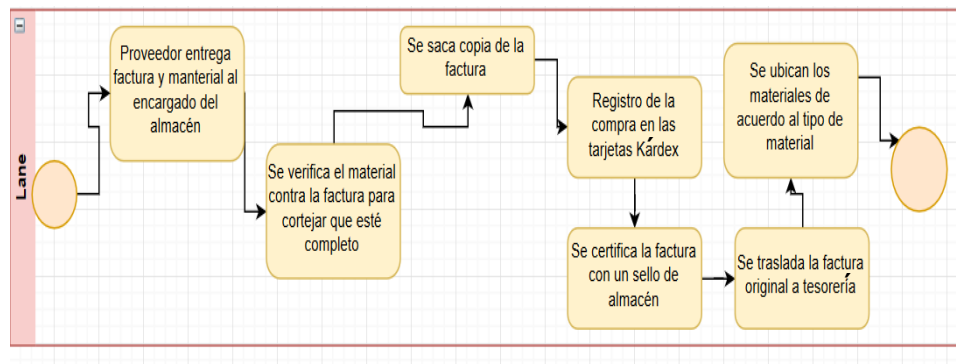 Lane
Proveedor entrega
factura y manterial al
encargado del
almacén
Se verifica el material
contra la factura para
cortejar que esté
completo
Se saca copia de la
factura
Registro de la
compra en las
tarjetas Kárdex
Se certifica la factura
con un sello de
almacén
Se traslada la factura
original a tesorería
Se ubican los
materiales de
acuerdo al tipo de
material